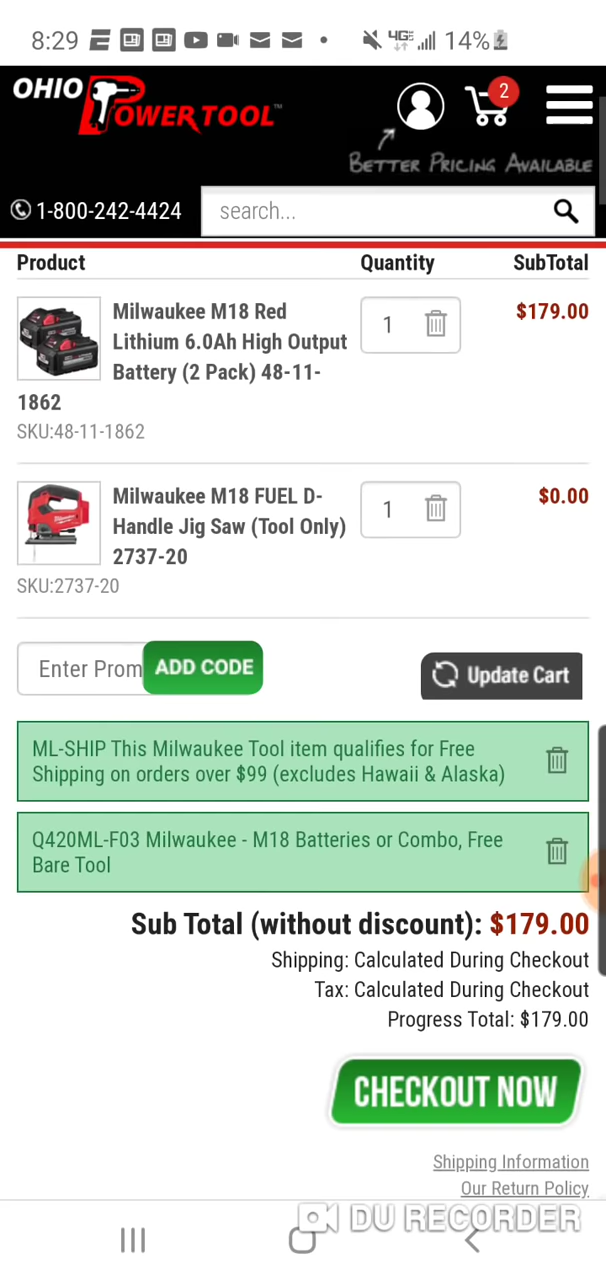 8:29
4GE
14%
OHIO POWER TOOL™
2
BETTER PRICING AVAILABLE
1-800-242-4424
search...
Product Quantity SubTotal
Milwaukee M18 Red 1 $179.00
Lithium 6.0Ah High Output
Battery (2 Pack) 48-11-
1862
SKU:48-11-1862
Milwaukee M18 FUEL D- 1 $0.00
Handle Jig Saw (Tool Only)
2737-20
SKU:2737-20
Enter Prom ADD CODE Update Cart
ML-SHIP This Milwaukee Tool item qualifies for Free
Shipping on orders over $99 (excludes Hawaii & Alaska)
Q420ML-F03 Milwaukee - M18 Batteries or Combo, Free
Bare Tool
Sub Total (without discount): $179.00
Shipping: Calculated During Checkout
Tax: Calculated During Checkout
Progress Total: $179.00
CHECKOUT NOW
Shipping Information
Our Return Policy
DU RECORDER